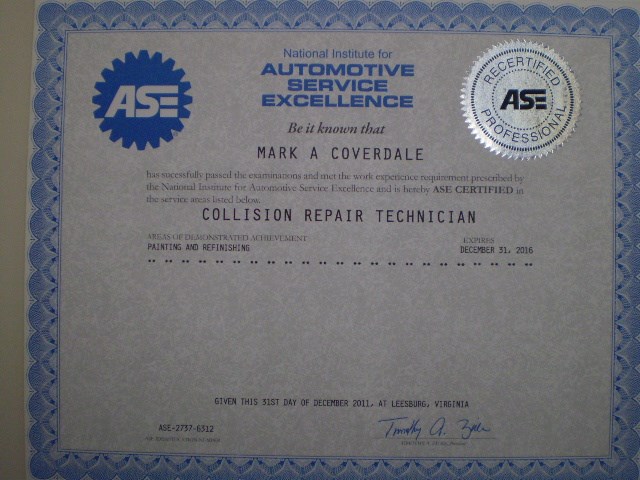 National Institute for
AUTOMOTIVE
SERVICE
EXCELLENCE
ASE
RECERTIFIED
ASE
PROFESSIONAL
Be it known that
MARK A COVERDALE
has sucessfully passed the examinations and met the work experience requirement prescribed by
the National Institute for Automotive Service Excellence and is hereby ASE CERTIFIED in
the service areas listed below.
COLLISION REPAIR TECHNICIAN
AREAS OF DEMONSTRATED ACHIEVEMENT EXPIRES
PAINTING AND REFINISHING DECEMBER 31, 2016
** ** ** ** ** ** ** ** ** ** ** ** ** ** ** ** ** ** ** ** **
GIVEN THIS 31ST DAY OF DECEMBER 2011, AT LEESBURG, VIRGINIA
ASE-2737-6312
Timothy A.